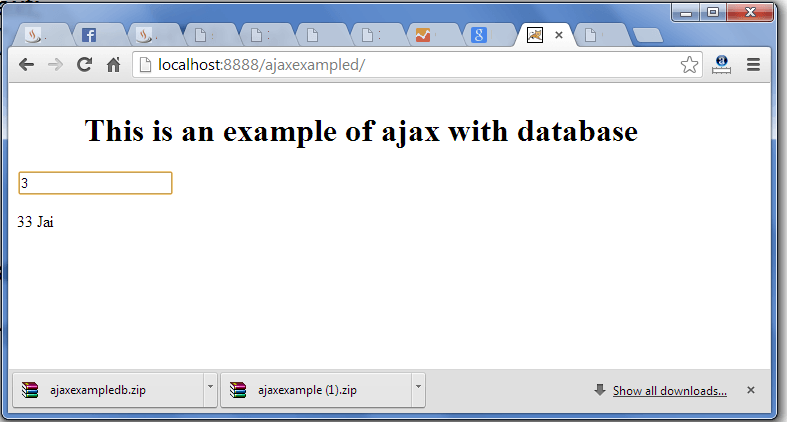 localhost:8888/ajaxexampled/
This is an example of ajax with database
3
33 Jai
ajaxexampledb.zip
ajaxexample (1).zip
Show all downloads...